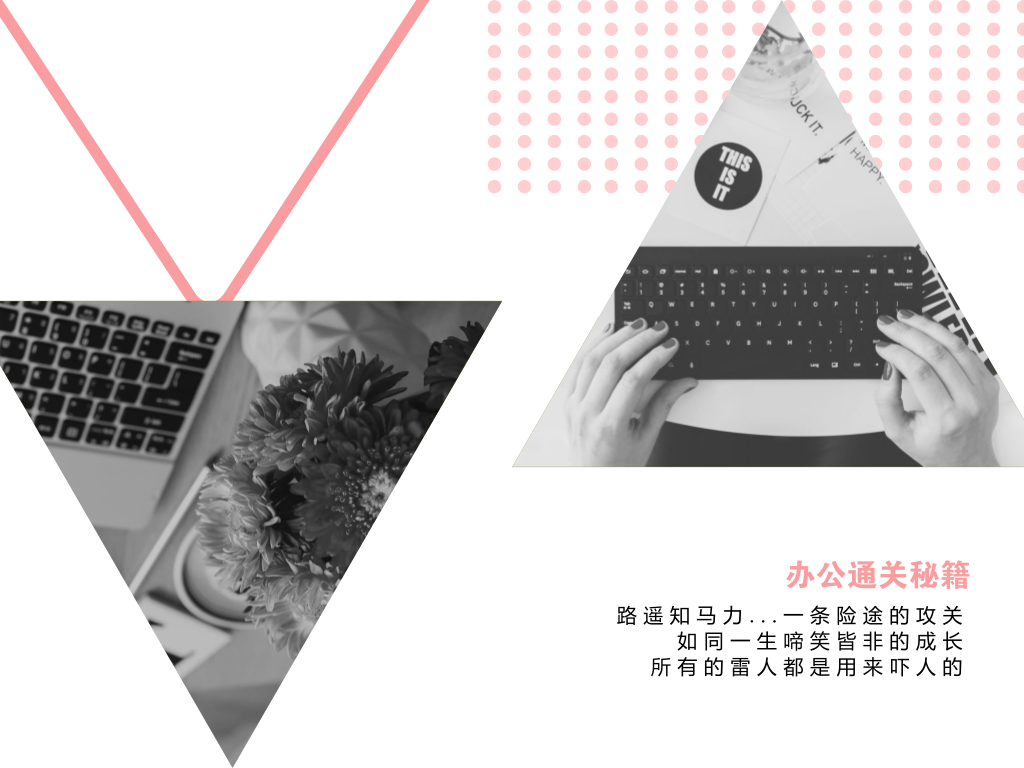 UCK IT.
HAPPY.
THIS
IS
IT
Q W E R T Y U I O P
S D F G H J K L
X C V B N M
办公通关秘籍
路遥知马力...一条险途的攻关
如同一生啼笑皆非的成长
所有的雷人都是用来吓人的